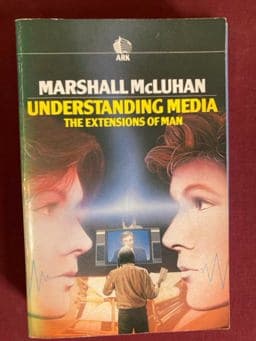 ARK
MARSHALL McLUHAN
UNDERSTANDING MEDIA
THE EXTENSIONS OF MAN